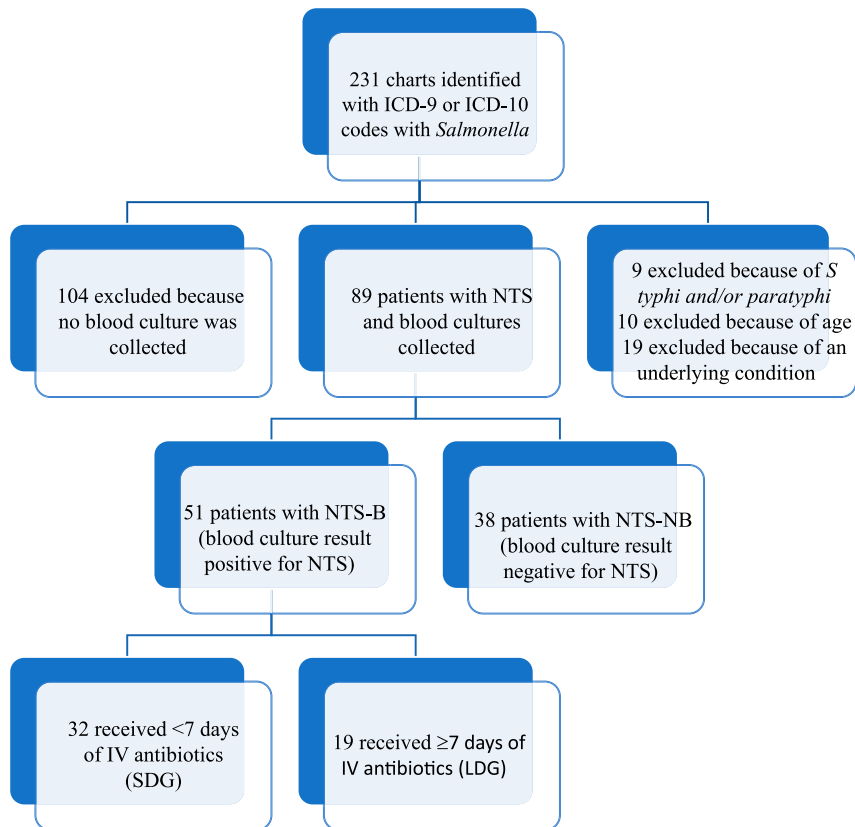 231 charts identified
with ICD-9 or ICD-10
codes with Salmonella
104 excluded because
no blood culture was
collected
89 patients with NTS
and blood cultures
collected
9 excluded because of S
typhi and/or paratyphi
10 excluded because of age
19 excluded because of an
underlying condition
51 patients with NTS-B
(blood culture result
positive for NTS)
38 patients with NTS-NB
(blood culture result
negative for NTS)
32 received <7 days
of IV antibiotics
(SDG)
19 received ≥7 days of
IV antibiotics (LDG)